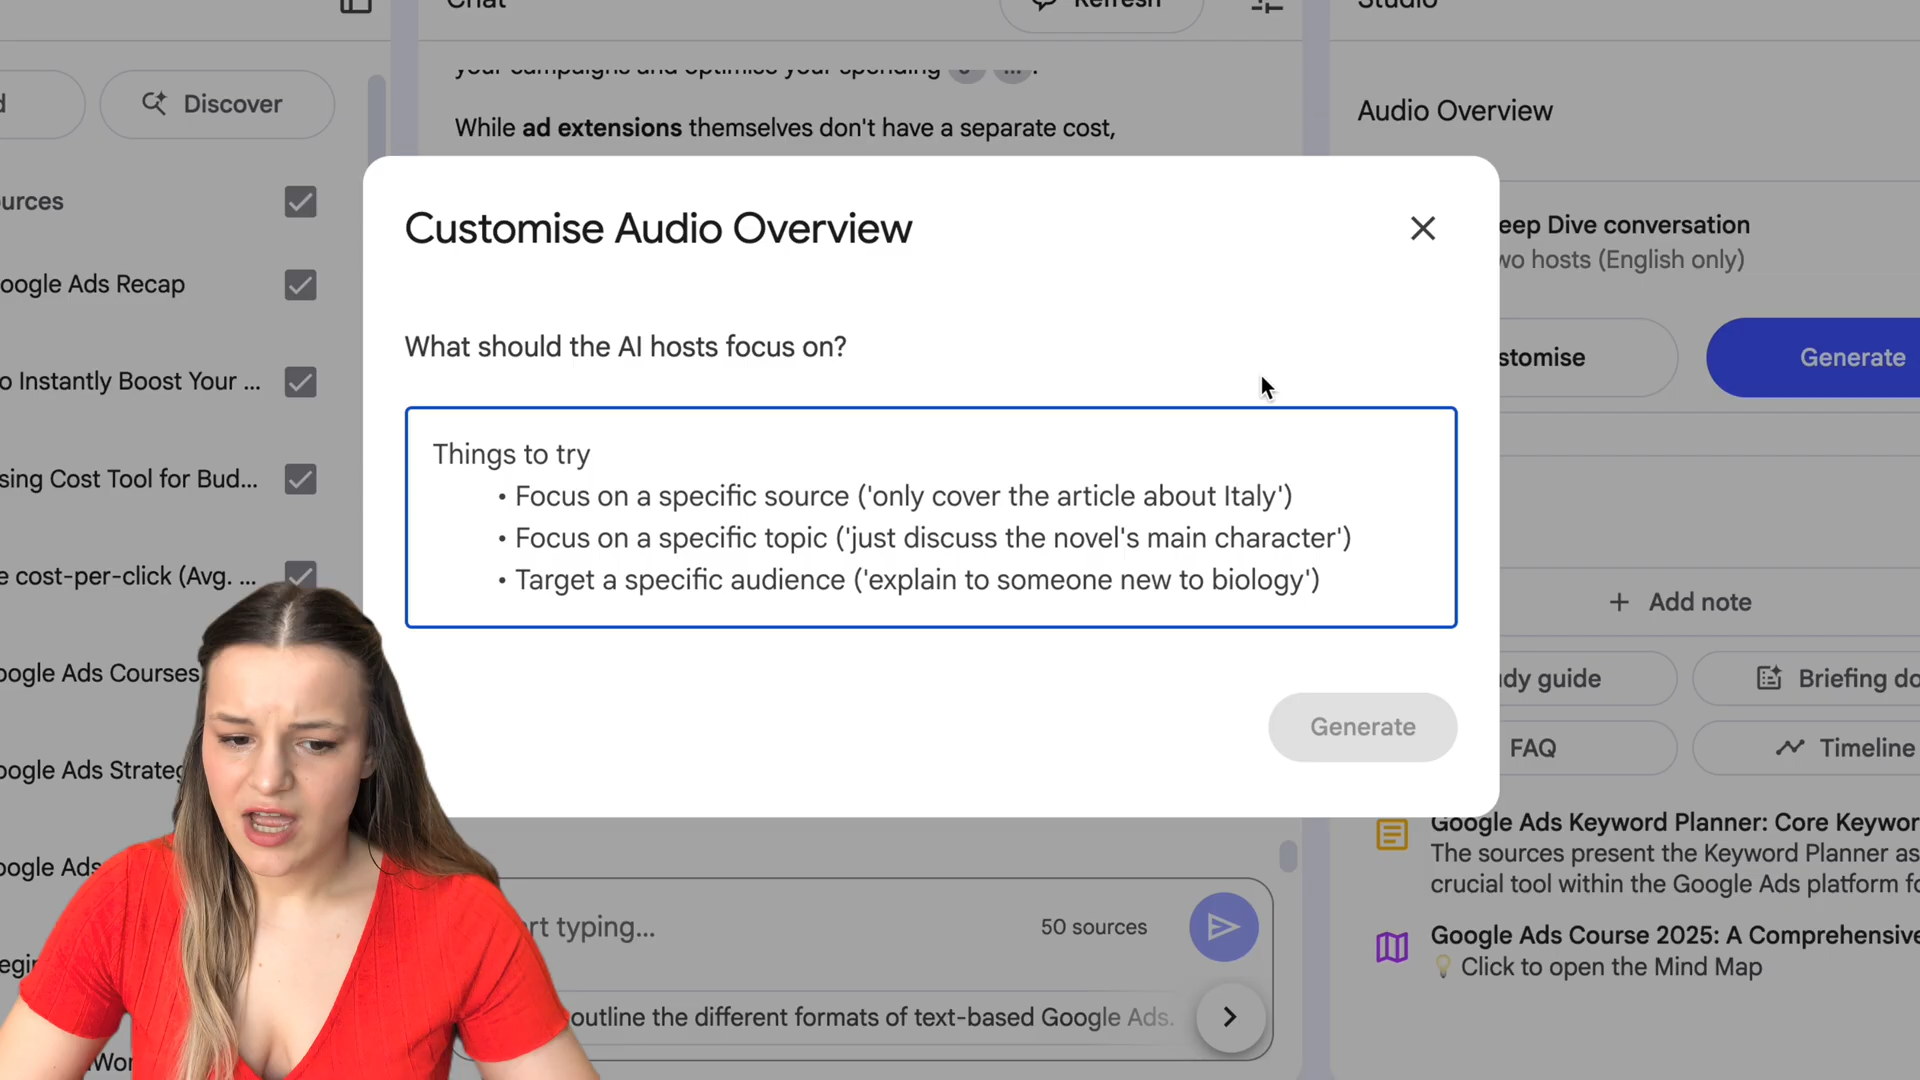 Chat
Refresh
Studio
your campaigns and optimise your spending
Discover
While ad extensions themselves don't have a separate cost,
Audio Overview
urces
Customise Audio Overview
eep Dive conversation
wo hosts (English only)
oogle Ads Recap
What should the AI hosts focus on?
stomise
Generate
o Instantly Boost Your ...
Things to try
• Focus on a specific source ('only cover the article about Italy')
• Focus on a specific topic ('just discuss the novel's main character')
• Target a specific audience ('explain to someone new to biology')
sing Cost Tool for Bud...
e cost-per-click (Avg. ...
+ Add note
oogle Ads Courses
dy guide
Briefing do
Generate
FAQ
Timeline
oogle Ads Strateg
Google Ads Keyword Planner: Core Keywor
The sources present the Keyword Planner as
crucial tool within the Google Ads platform fo
oogle Ads
rt typing...
50 sources
Google Ads Course 2025: A Comprehensive
Click to open the Mind Map
egin
outline the different formats of text-based Google Ads.
Wor